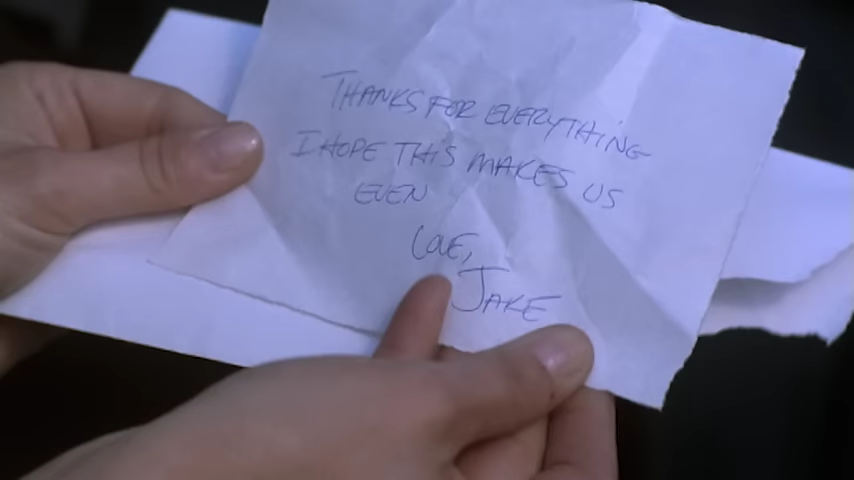 THANKS FOR EVERYTHING
I HOPE THIS MAKES US
EVEN
LOVE,
JAKE